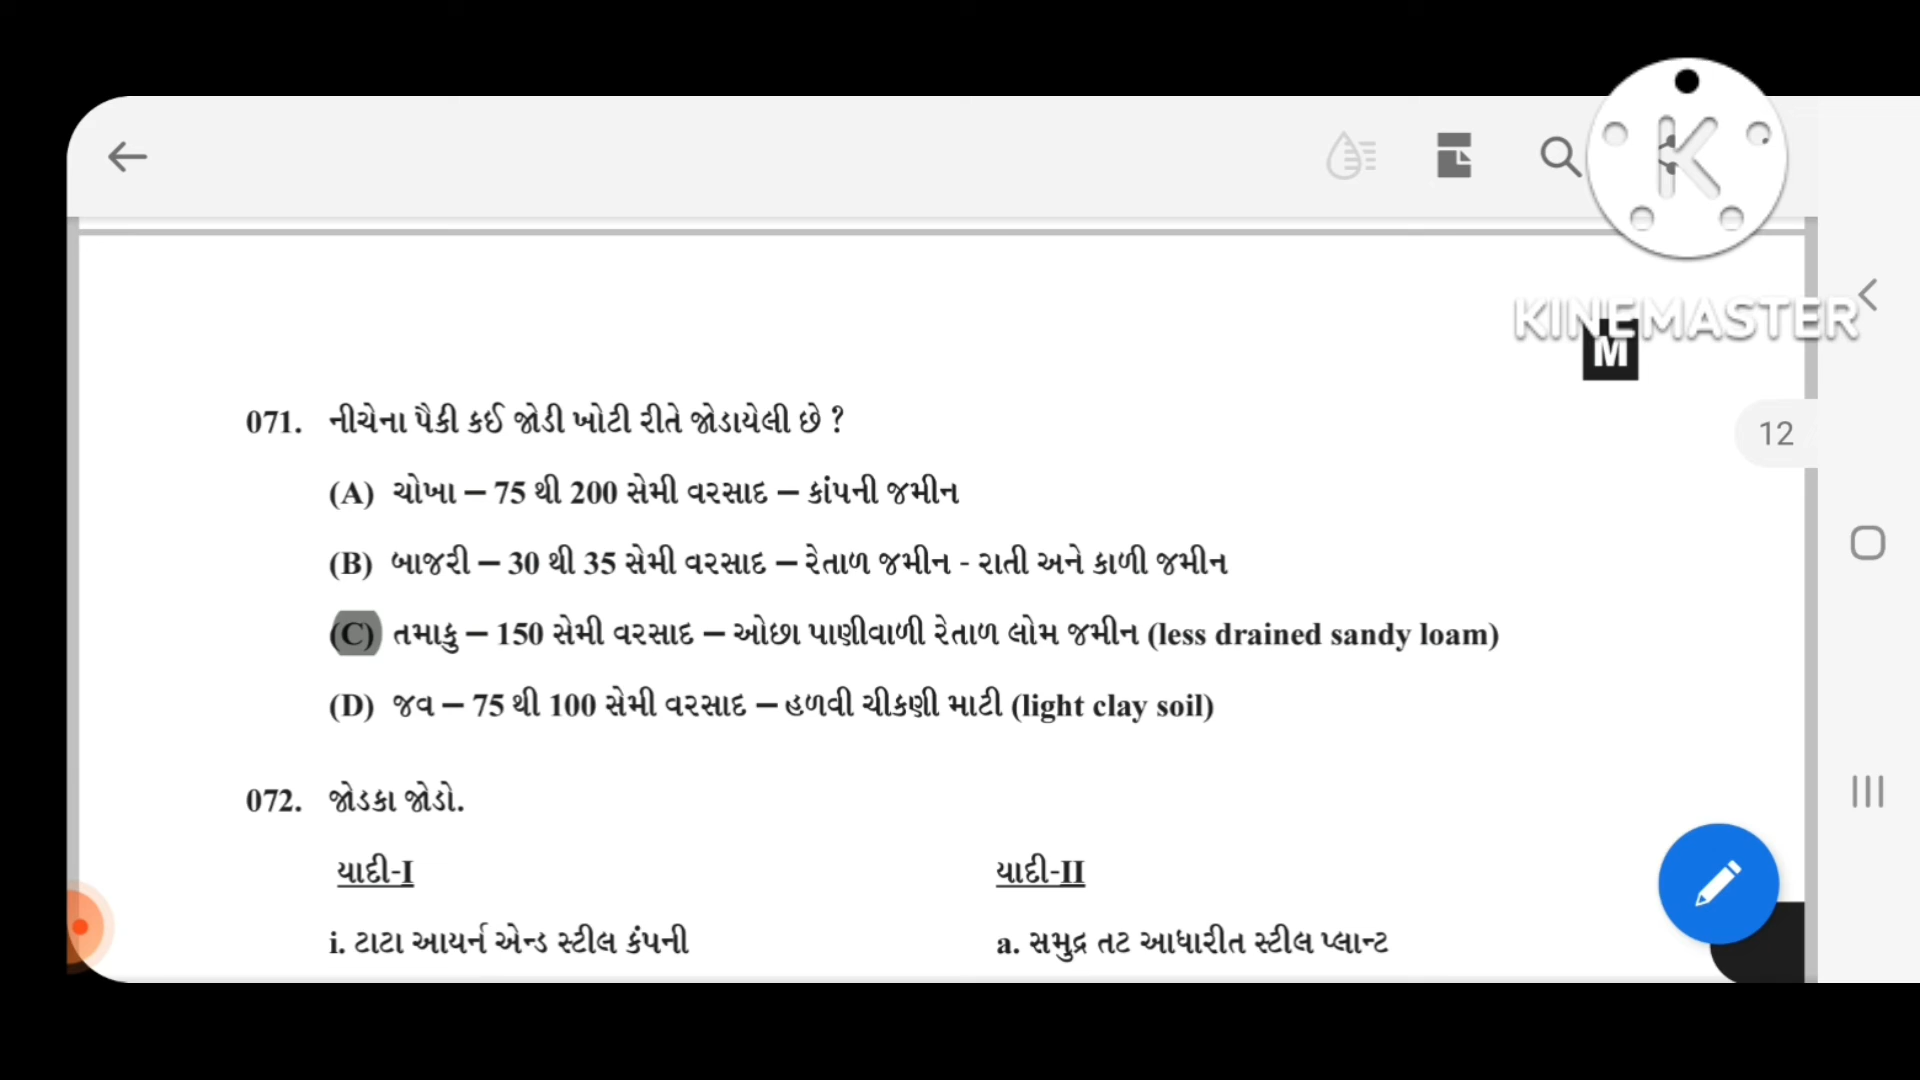 KINEMASTER
M
12
071. નીચેના પૈકી કઈ જોડી ખોટી રીતે જોડાયેલી છે ?
(A) ચોખા – 75 થી 200 સેમી વરસાદ – કાંપની જમીન
(B) બાજરી – 30 થી 35 સેમી વરસાદ – રેતાળ જમીન - રાતી અને કાળી જમીન
(C) તમાકુ – 150 સેમી વરસાદ – ઓછા પાણીવાળી રેતાળ લોમ જમીન (less drained sandy loam)
(D) જવ – 75 થી 100 સેમી વરસાદ – હળવી ચીકણી માટી (light clay soil)
072. જોડકા જોડો.
યાદી-I યાદી-II
i. ટાટા આયર્ન એન્ડ સ્ટીલ કંપની a. સમુદ્ર તટ આધારીત સ્ટીલ પ્લાન્ટ